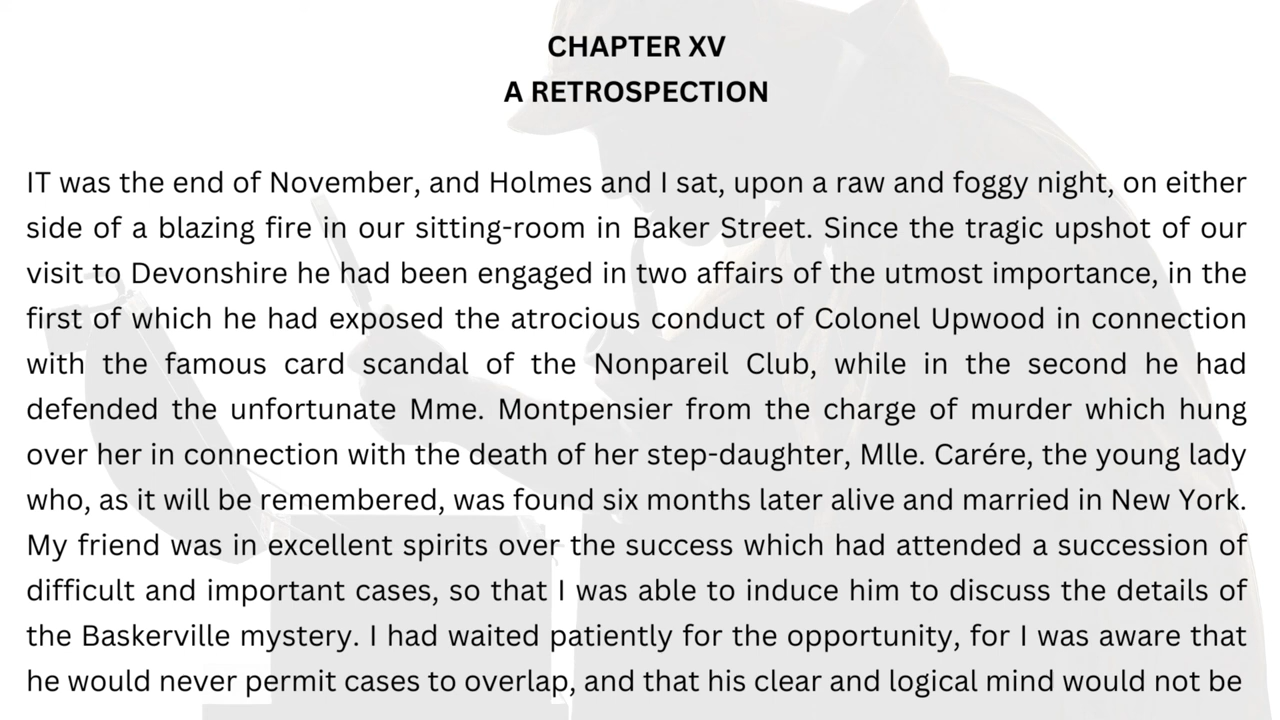 CHAPTER XV
A RETROSPECTION
IT was the end of November, and Holmes and I sat, upon a raw and foggy night, on either
side of a blazing fire in our sitting-room in Baker Street. Since the tragic upshot of our
visit to Devonshire he had been engaged in two affairs of the utmost importance, in the
first of which he had exposed the atrocious conduct of Colonel Upwood in connection
with the famous card scandal of the Nonpareil Club, while in the second he had
defended the unfortunate Mme. Montpensier from the charge of murder which hung
over her in connection with the death of her step-daughter, Mlle. Carére, the young lady
who, as it will be remembered, was found six months later alive and married in New York.
My friend was in excellent spirits over the success which had attended a succession of
difficult and important cases, so that I was able to induce him to discuss the details of
the Baskerville mystery. I had waited patiently for the opportunity, for I was aware that
he would never permit cases to overlap, and that his clear and logical mind would not be